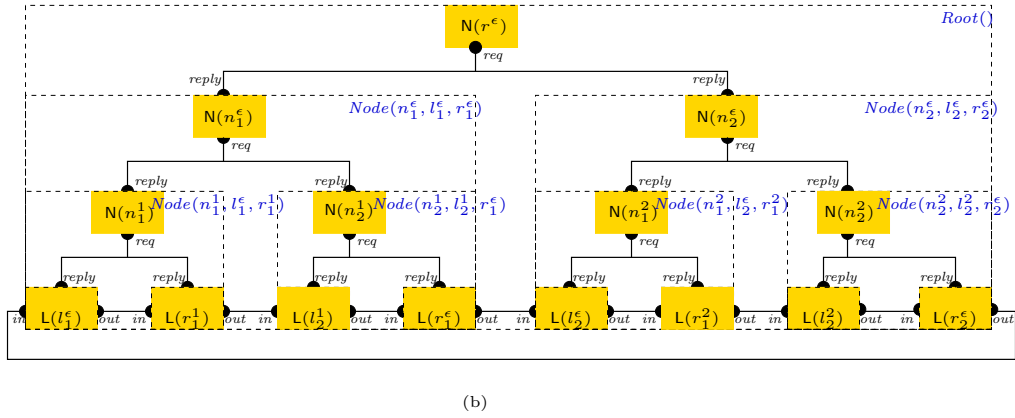 Root()
N(r^ϵ)
req
reply reply
N(n_1^ϵ) Node(n_1^ϵ, l_1^ϵ, r_1^ϵ) N(n_2^ϵ) Node(n_2^ϵ, l_2^ϵ, r_2^ϵ)
req req
reply reply reply reply
N(n_1^1) Node(n_1^1, l_1^ϵ, r_1^1) N(n_2^1) Node(n_2^1, l_2^1, r_1^ϵ) N(n_1^2) Node(n_1^2, l_2^ϵ, r_1^2) N(n_2^2) Node(n_2^2, l_2^2, r_2^ϵ)
req req req req
reply reply reply reply reply reply reply reply
in L(l_1^ϵ) out in L(r_1^1) out in L(l_2^1) out in L(r_1^ϵ) out in L(l_2^ϵ) out in L(r_1^2) out in L(l_2^2) out in L(r_2^ϵ) out
(b)